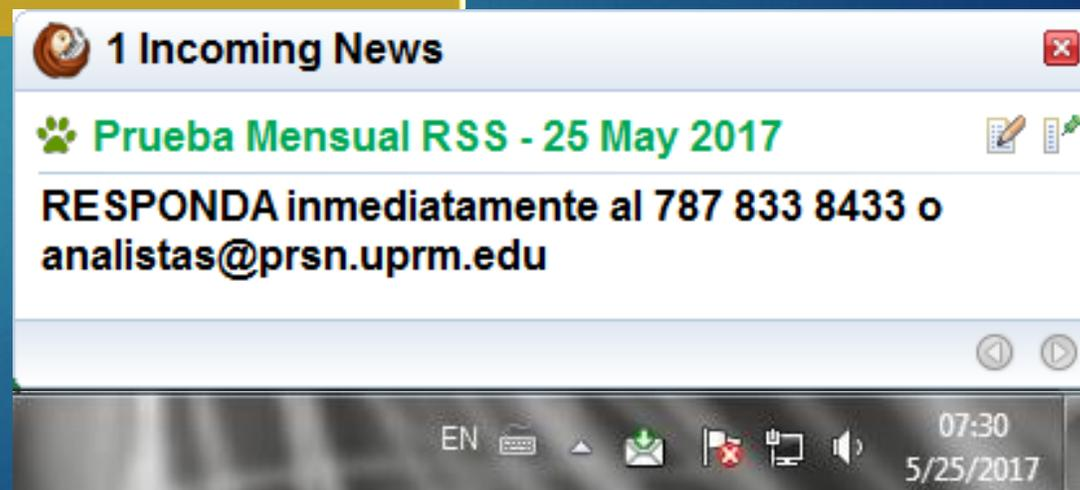 1 Incoming News
Prueba Mensual RSS - 25 May 2017
RESPONDA inmediatamente al 787 833 8433 o
analistas@prsn.uprm.edu
EN
07:30
5/25/2017